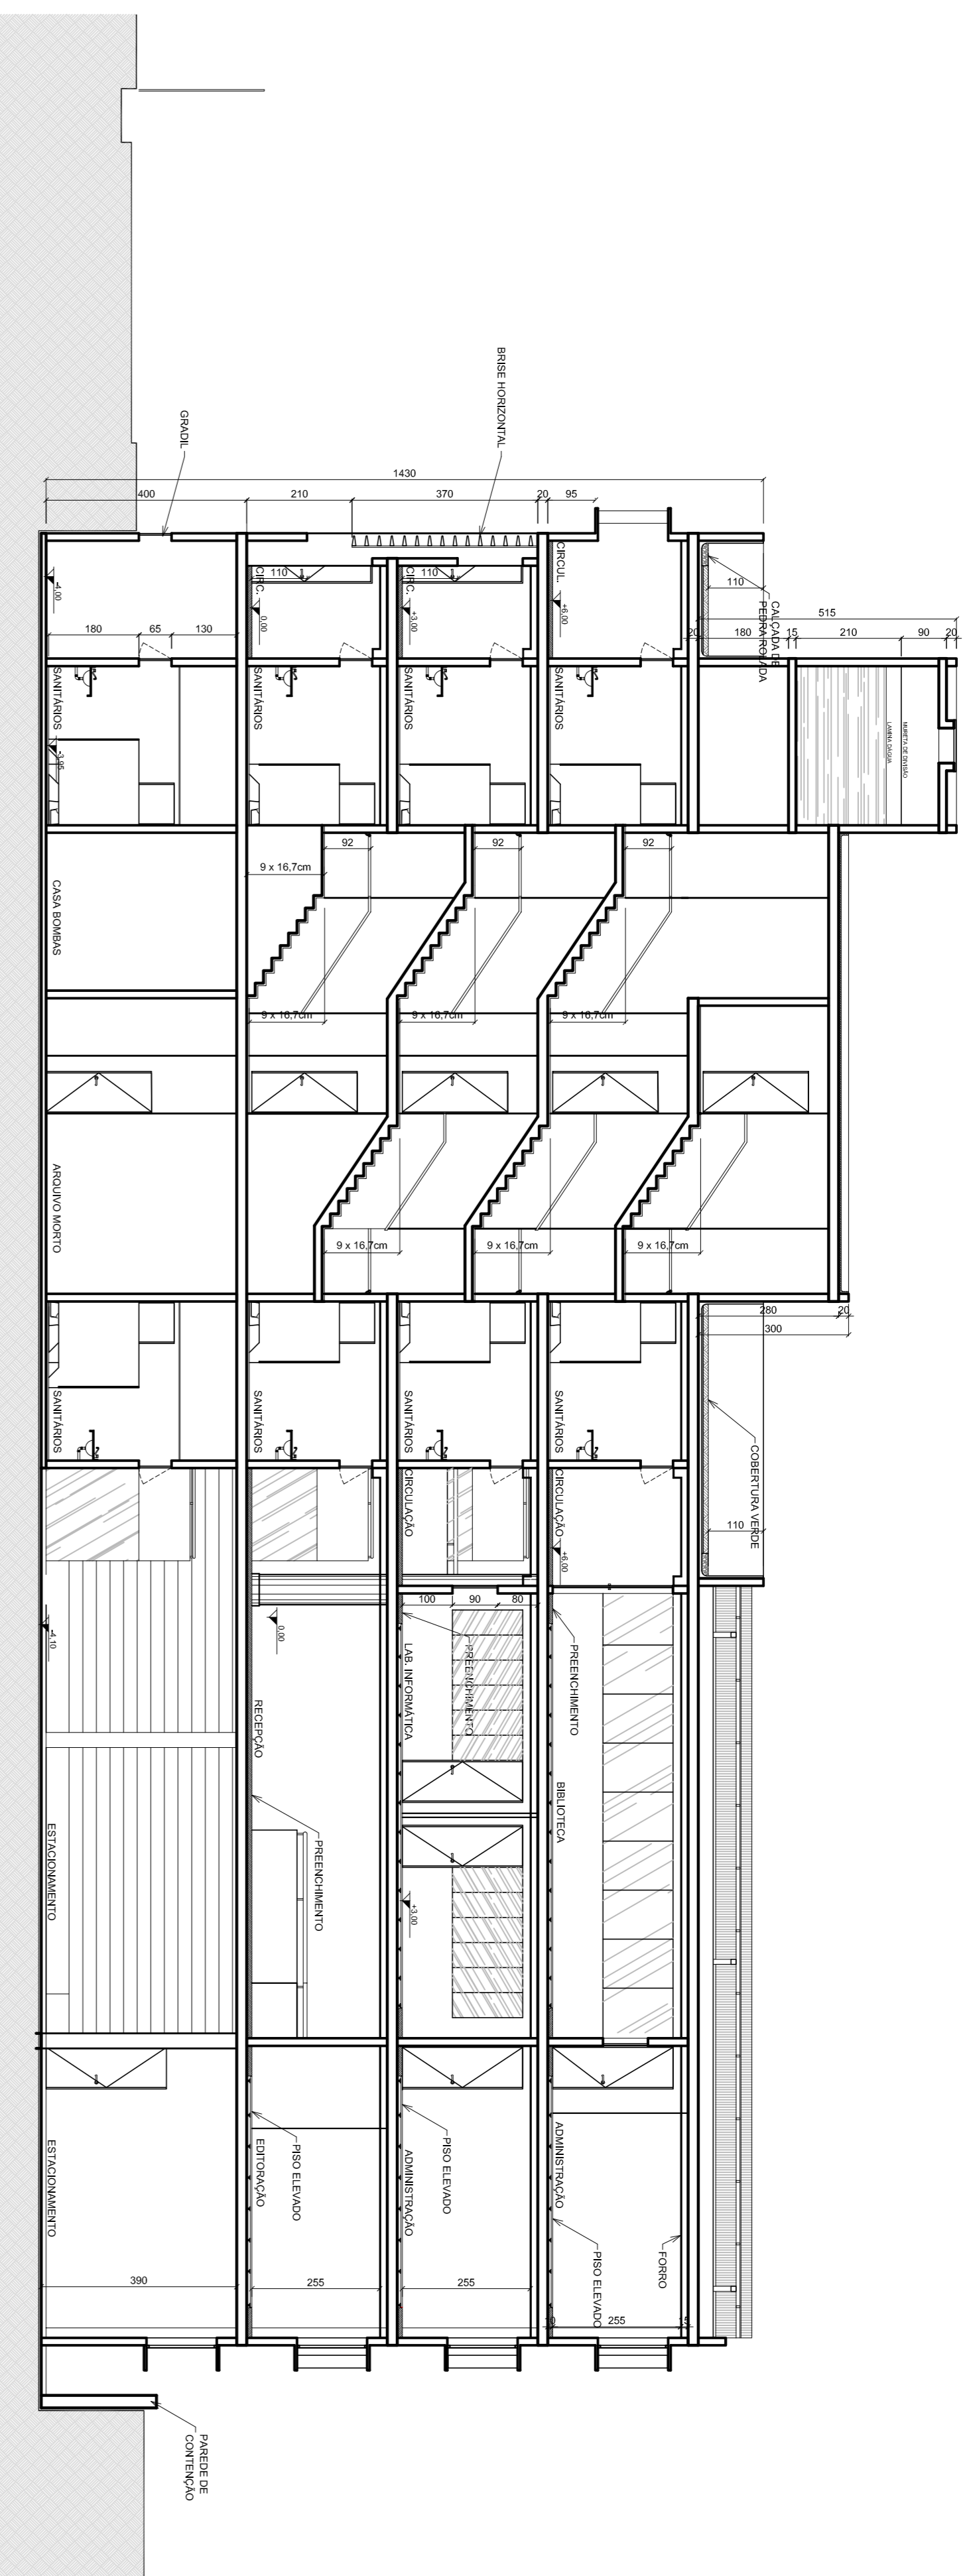 BRISE HORIZONTAL
GRADIL
1430
400
210
370
20
95
CIRCUL.
+6,00
CIRC.
110
+3,00
CIRC.
110
0,00
-4,00
110
CALÇADA DE
PEDRA ROLADA
515
20
180
15
210
90
20
180
65
130
SANITÁRIOS
-3,95
SANITÁRIOS
SANITÁRIOS
SANITÁRIOS
LAMINA DÁGUA
MURETA DE DIVISÃO
92
92
92
9 x 16,7cm
CASA BOMBAS
9 x 16,7cm
9 x 16,7cm
9 x 16,7cm
ARQUIVO MORTO
9 x 16,7cm
9 x 16,7cm
9 x 16,7cm
280
20
300
SANITÁRIOS
SANITÁRIOS
SANITÁRIOS
SANITÁRIOS
COBERTURA VERDE
110
CIRCULAÇÃO
CIRCULAÇÃO
+6,00
100
90
80
-4,10
0,00
RECEPÇÃO
LAB. INFORMÁTICA
PREENCHIMENTO
PREENCHIMENTO
BIBLIOTECA
PREENCHIMENTO
+3,00
ESTACIONAMENTO
ESTACIONAMENTO
EDITORAÇÃO
PISO ELEVADO
ADMINISTRAÇÃO
PISO ELEVADO
ADMINISTRAÇÃO
PISO ELEVADO
FORRO
390
255
255
10
255
15
PAREDE DE
CONTENÇÃO